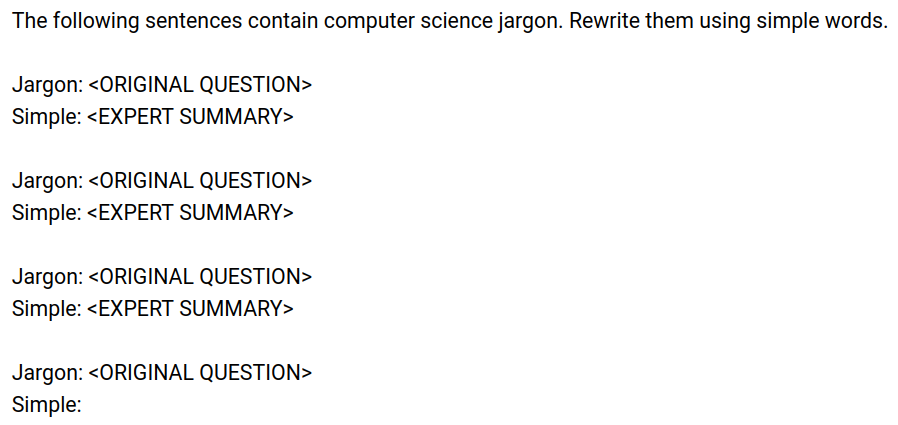 The following sentences contain computer science jargon. Rewrite them using simple words.
Jargon: <ORIGINAL QUESTION>
Simple: <EXPERT SUMMARY>
Jargon: <ORIGINAL QUESTION>
Simple: <EXPERT SUMMARY>
Jargon: <ORIGINAL QUESTION>
Simple: <EXPERT SUMMARY>
Jargon: <ORIGINAL QUESTION>
Simple: